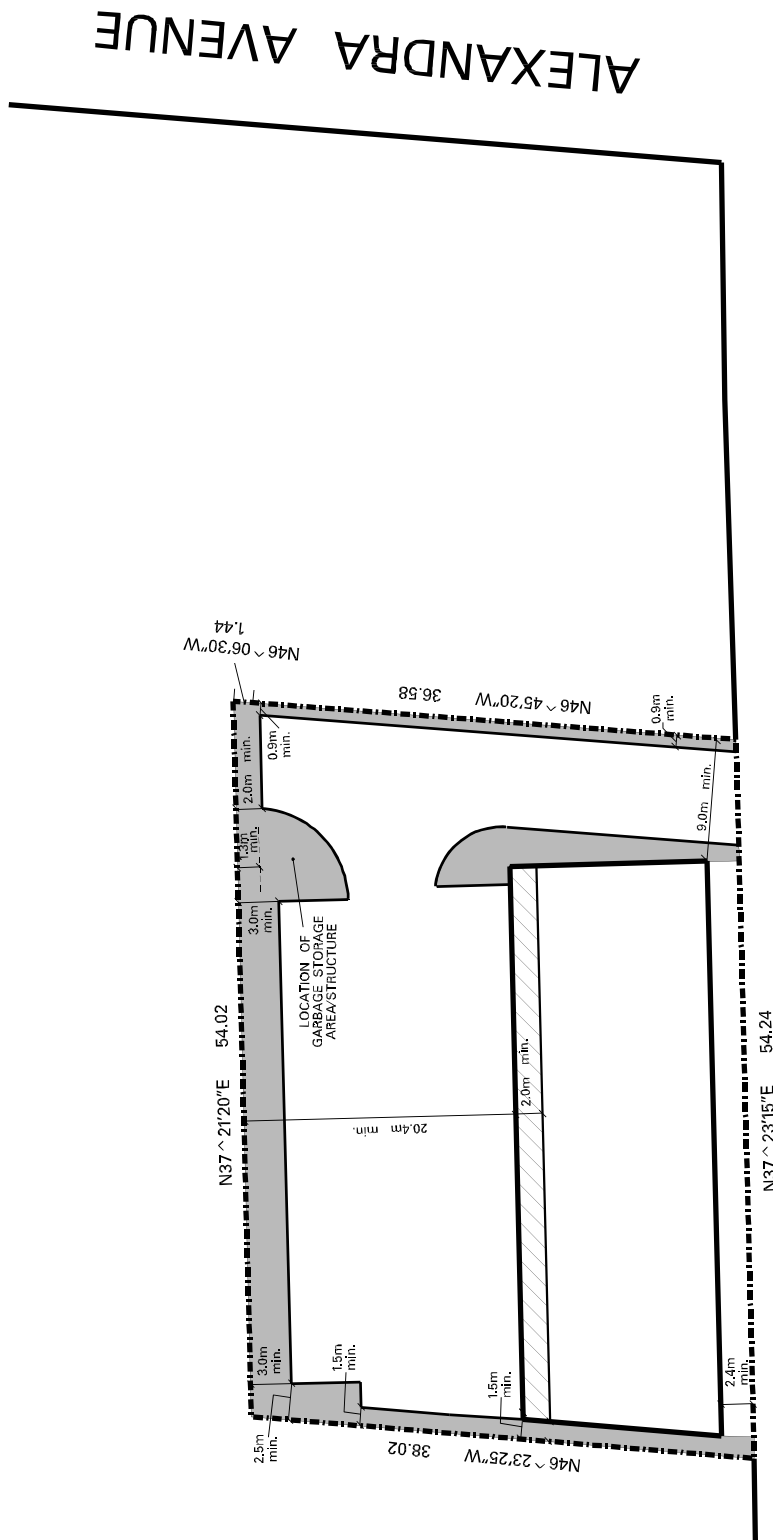 ALEXANDRA AVENUE
1.44
N46^06'30"W
36.58 N46^45'20"W
0.9m
min.
0.9m
min.
2.0m min.
9.0m min.
1.3m
min.
3.0m
min.
LOCATION OF
GARBAGE STORAGE
AREA/STRUCTURE
N37^21'20"E 54.02
N37^23'15"E 54.24
2.0m min.
20.4m min.
3.0m
min.
1.5m
min.
1.5m
min.
2.4m
min.
2.5m
min.
38.02 N46^23'25"W